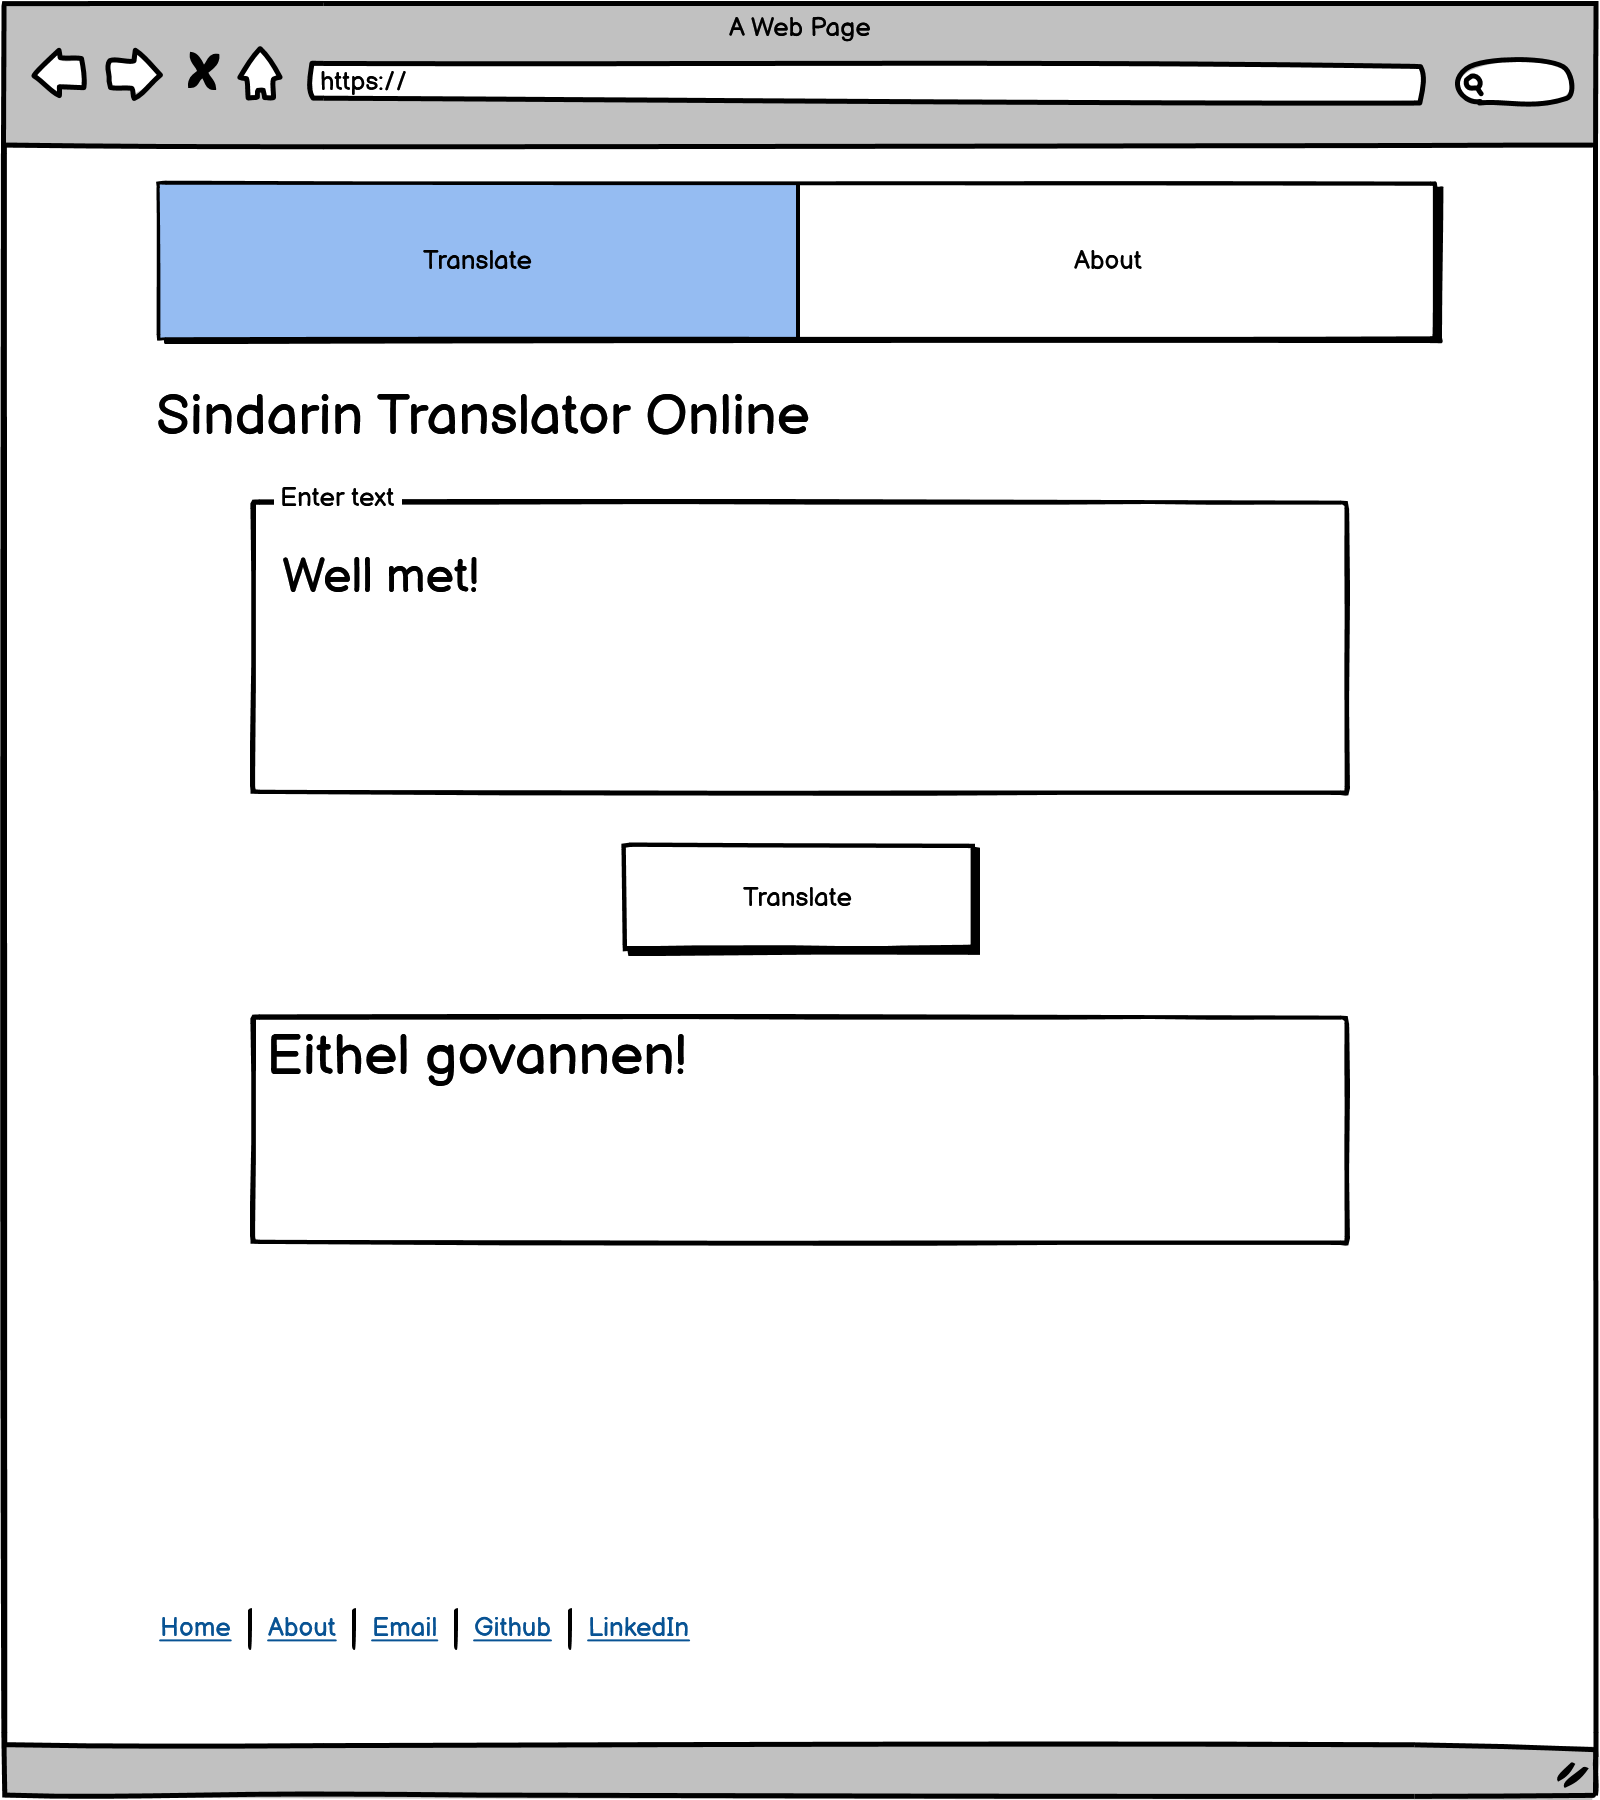 A Web Page
https://
Translate
About
Sindarin Translator Online
Enter text
Well met!
Translate
Eithel govannen!
Home | About | Email | Github | LinkedIn